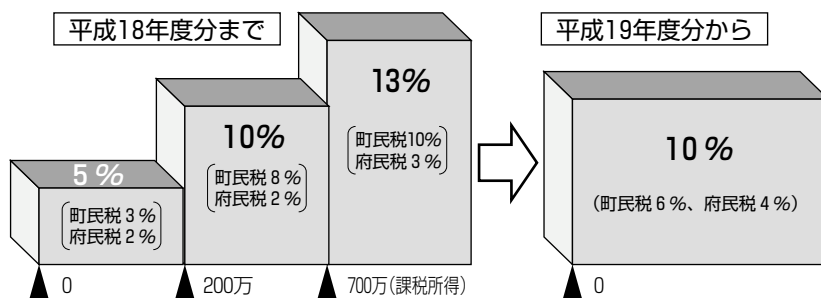 平成18年度分まで
5%
(町民税3%
府民税2%)
10%
(町民税8%
府民税2%)
13%
(町民税10%
府民税3%)
0
200万
700万(課税所得)
平成19年度分から
10%
(町民税6%、府民税4%)
0